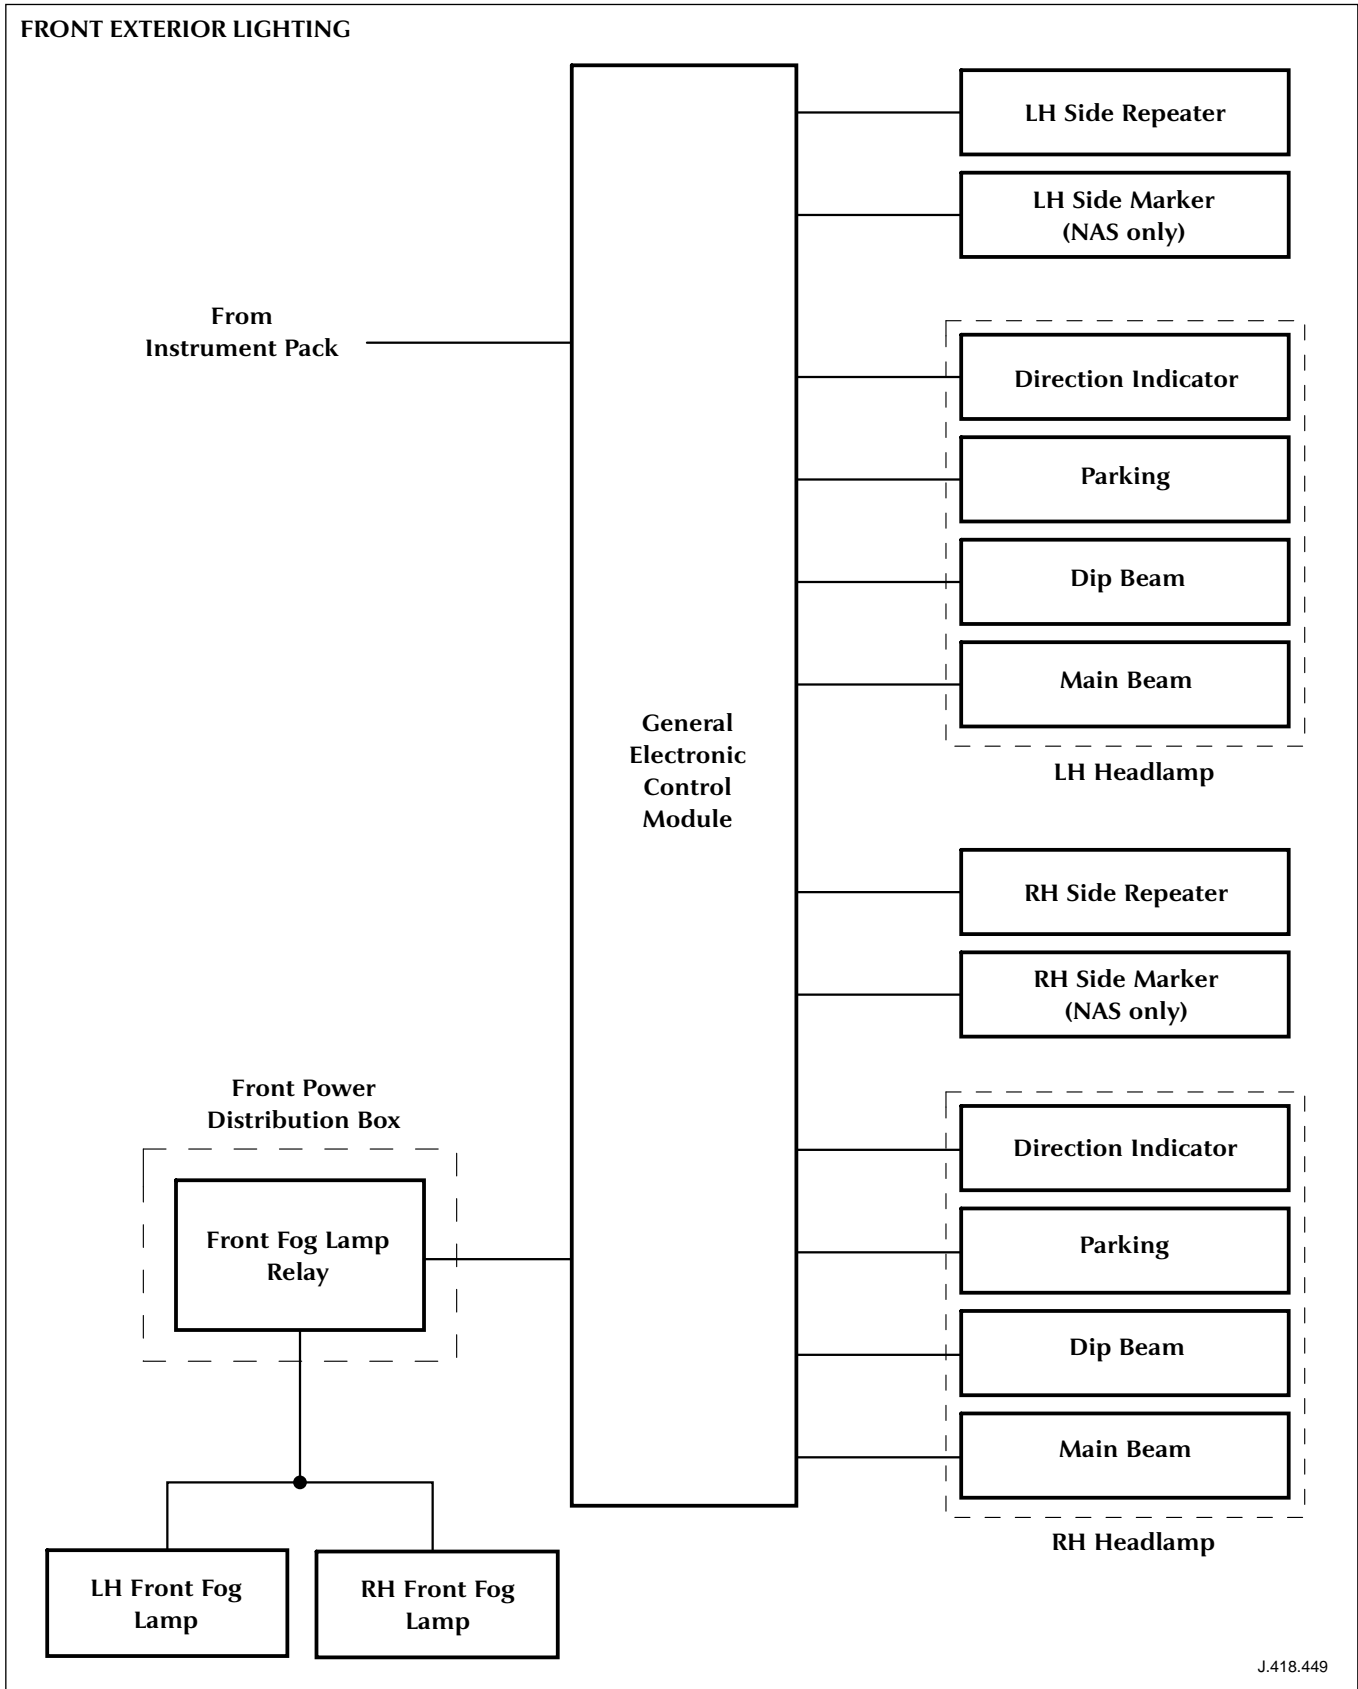 FRONT EXTERIOR LIGHTING
LH Side Repeater
LH Side Marker
(NAS only)
From
Instrument Pack
Direction Indicator
Parking
Dip Beam
Main Beam
LH Headlamp
General
Electronic
Control
Module
RH Side Repeater
RH Side Marker
(NAS only)
Front Power
Distribution Box
Front Fog Lamp
Relay
Direction Indicator
Parking
Dip Beam
Main Beam
RH Headlamp
LH Front Fog
Lamp
RH Front Fog
Lamp
J.418.449